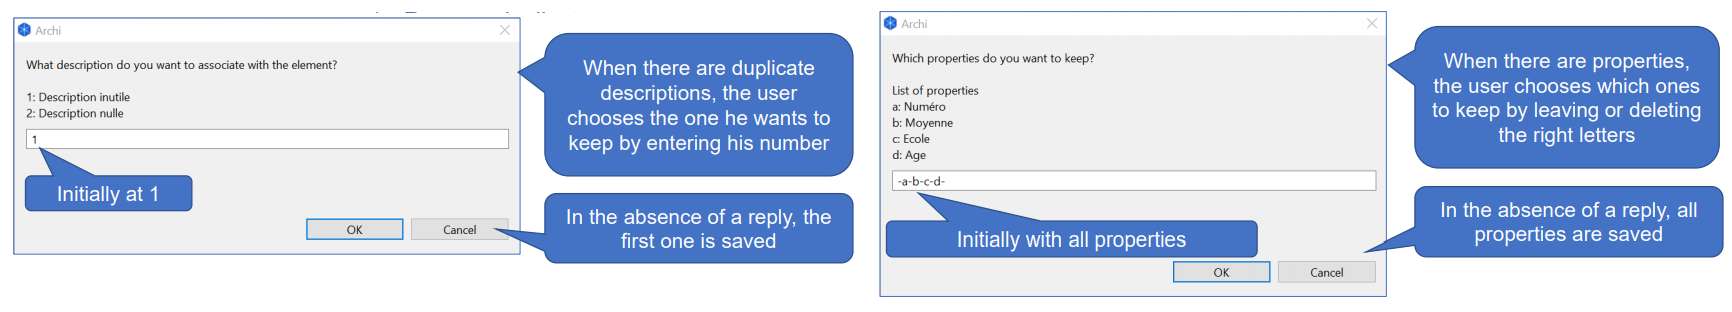 Archi
What description do you want to associate with the element?
1: Description inutile
2: Description nulle
1
Initially at 1
OK
Cancel
When there are duplicate
descriptions, the user
chooses the one he wants to
keep by entering his number
In the absence of a reply, the
first one is saved
Archi
Which properties do you want to keep?
List of properties
a: Numéro
b: Moyenne
c: Ecole
d: Age
-a-b-c-d-
Initially with all properties
OK
Cancel
When there are properties,
the user chooses which ones
to keep by leaving or deleting
the right letters
In the absence of a reply, all
properties are saved